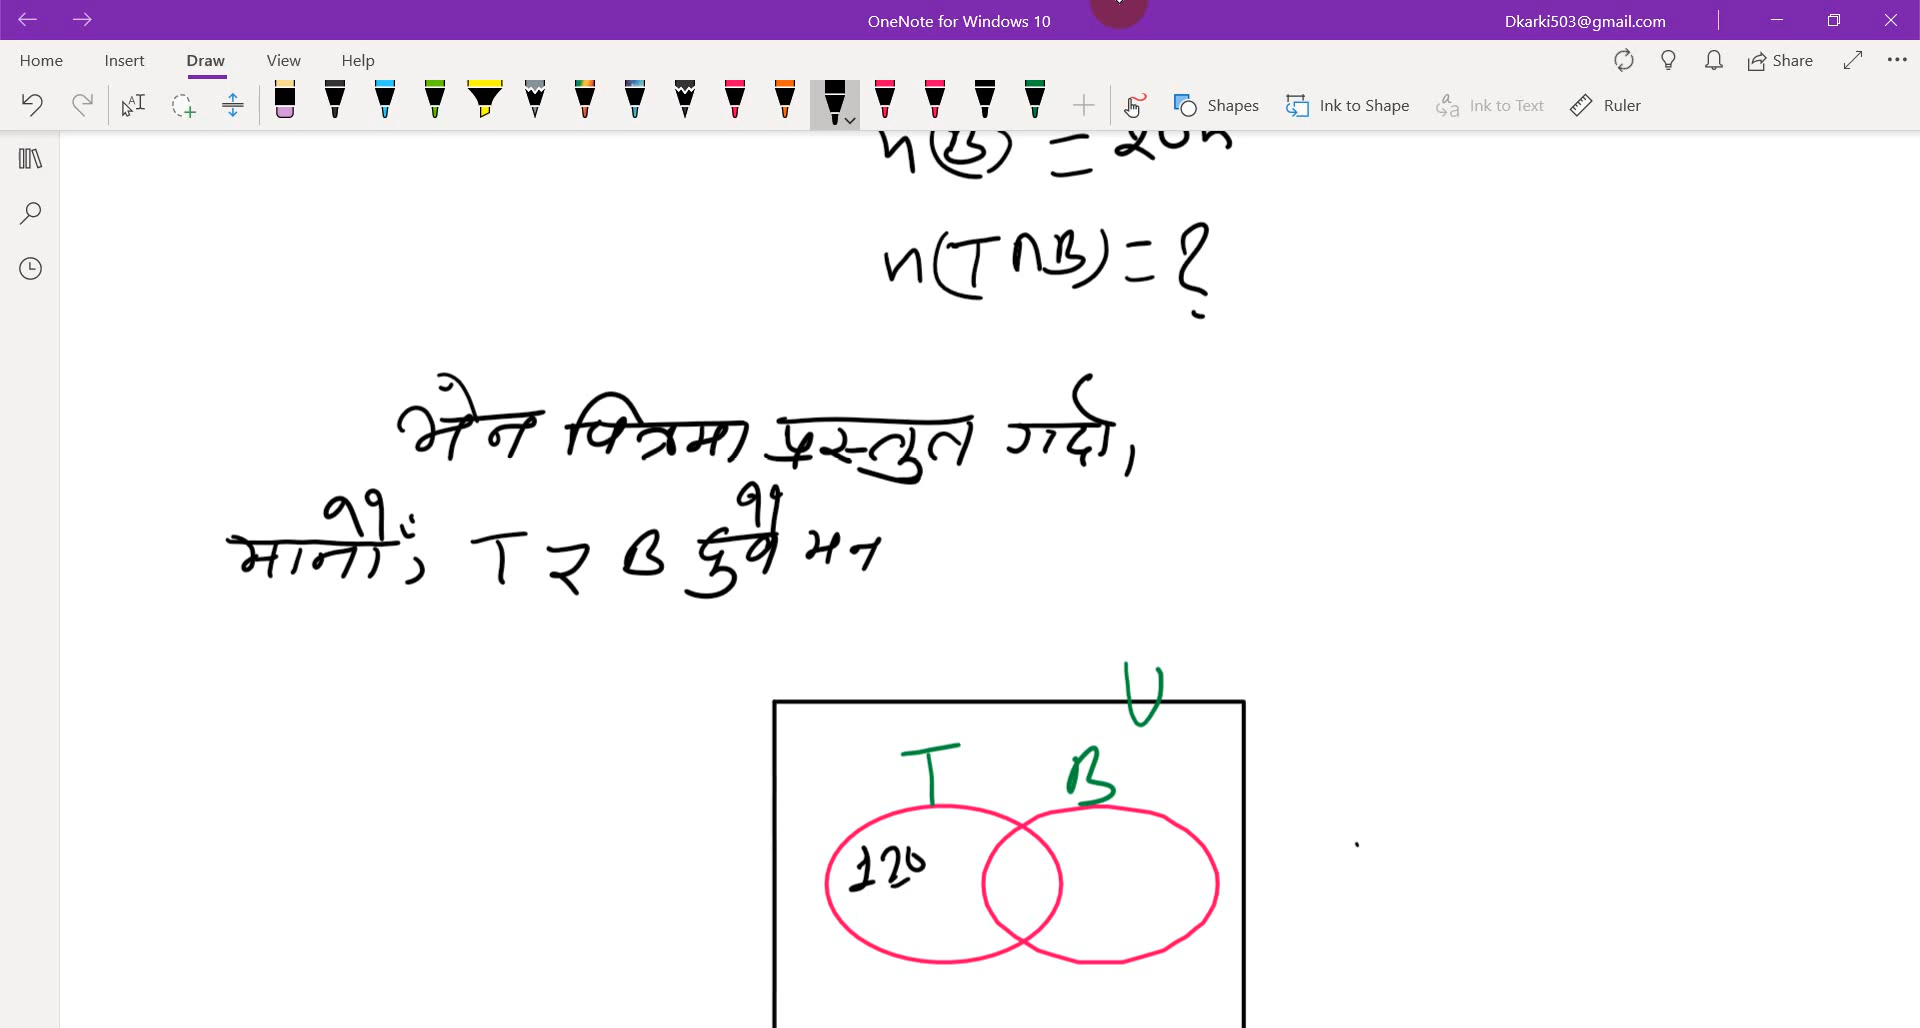 OneNote for Windows 10
Dkarki503@gmail.com
Home Insert Draw View Help
Share
Shapes Ink to Shape Ink to Text Ruler
n(B) = 20x
n(T∩B) = ?
भेन चित्रमा प्रस्तुत गर्दा,
मानौं; T र B दुवै मन
U
T B
120